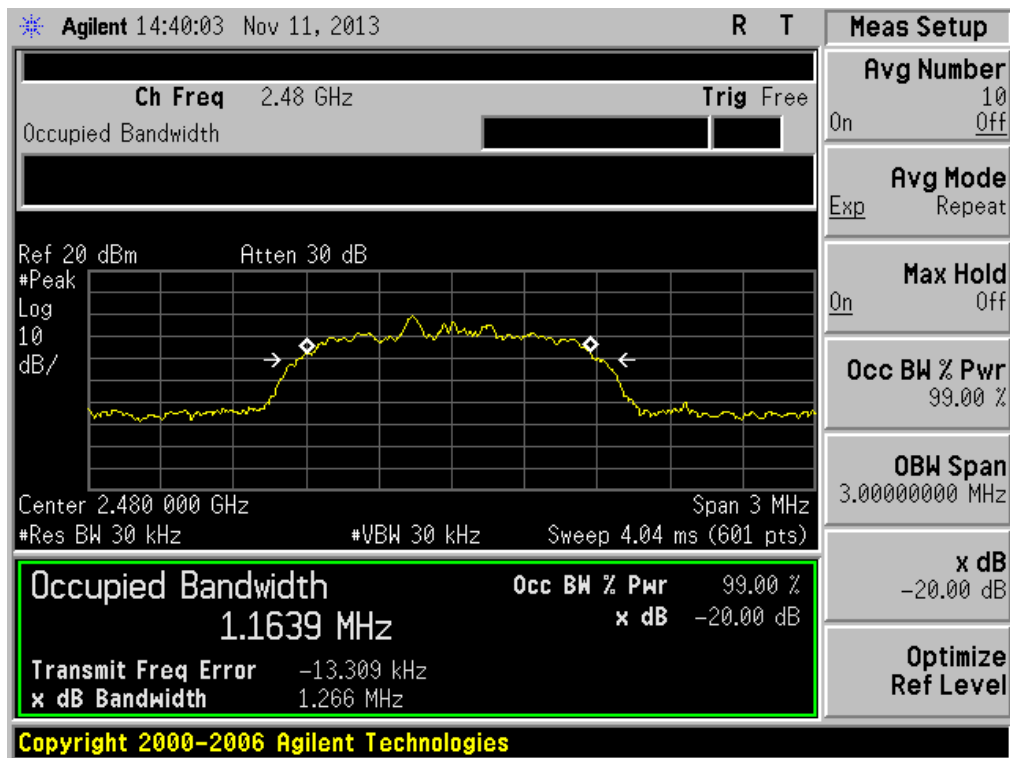 Agilent 14:40:03 Nov 11, 2013 R T
Ch Freq 2.48 GHz Trig Free
Occupied Bandwidth
Ref 20 dBm Atten 30 dB
#Peak
Log
10
dB/
Center 2.480 000 GHz Span 3 MHz
#Res BW 30 kHz #VBW 30 kHz Sweep 4.04 ms (601 pts)
Occupied Bandwidth Occ BW % Pwr 99.00 %
1.1639 MHz x dB -20.00 dB
Transmit Freq Error -13.309 kHz
x dB Bandwidth 1.266 MHz
Copyright 2000-2006 Agilent Technologies
Meas Setup
Avg Number
10
On Off
Avg Mode
Exp Repeat
Max Hold
On Off
Occ BW % Pwr
99.00 %
OBW Span
3.00000000 MHz
x dB
-20.00 dB
Optimize
Ref Level